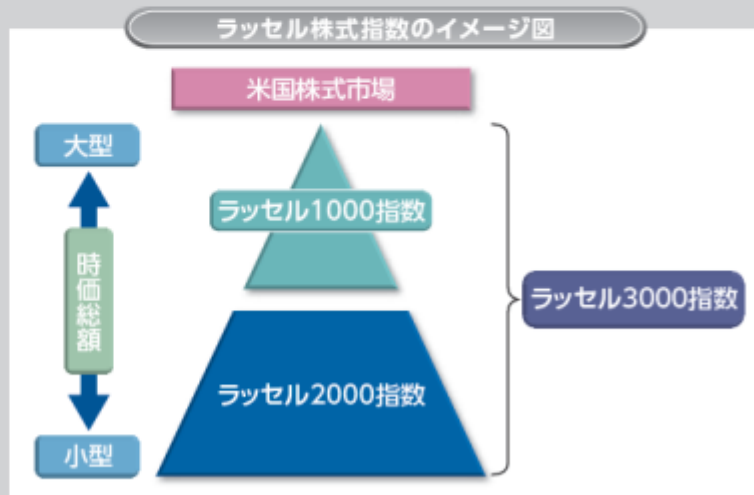 ラッセル株式指数のイメージ図
米国株式市場
大型
ラッセル1000指数
時価総額
ラッセル3000指数
ラッセル2000指数
小型